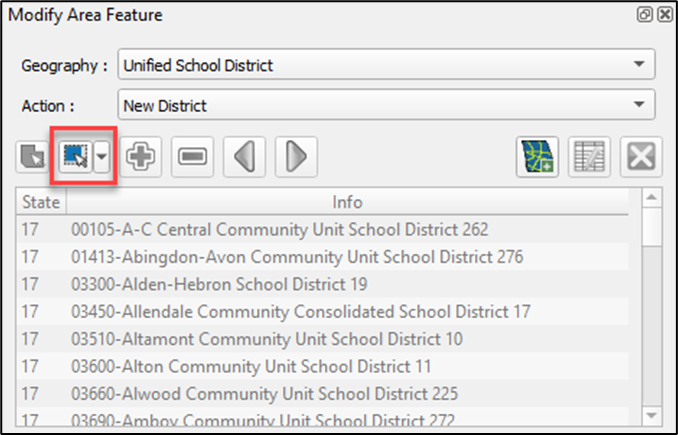 Modify Area Feature
Geography : Unified School District
Action : New District
State Info
17 00105-A-C Central Community Unit School District 262
17 01413-Abingdon-Avon Community Unit School District 276
17 03300-Alden-Hebron School District 19
17 03450-Allendale Community Consolidated School District 17
17 03510-Altamont Community Unit School District 10
17 03600-Alton Community Unit School District 11
17 03660-Alwood Community Unit School District 225
17 03690-Amboy Community Unit School District 272